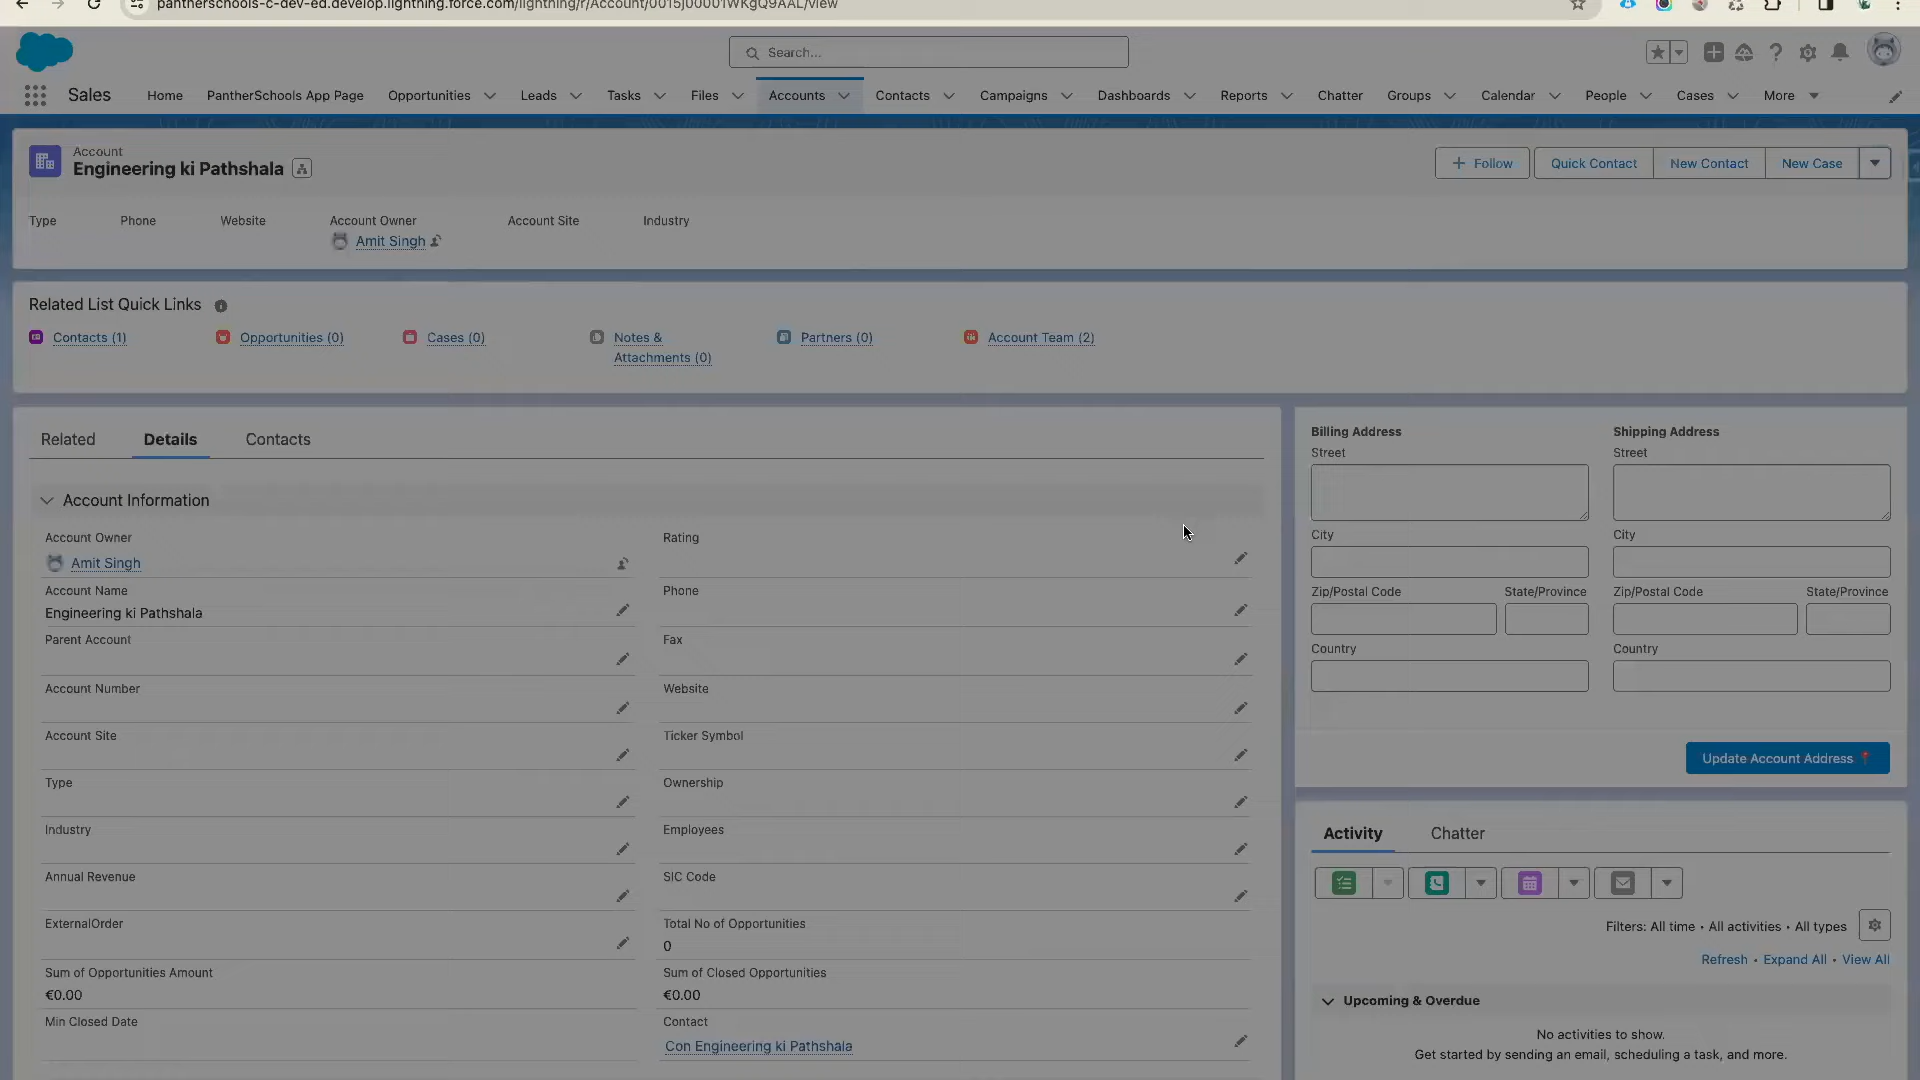 pantherschools-c-dev-ed.develop.lightning.force.com/lightning/r/Account/0015j00001WKgQ9AAL/view
Search...
Sales
Home
PantherSchools App Page
Opportunities
Leads
Tasks
Files
Accounts
Contacts
Campaigns
Dashboards
Reports
Chatter
Groups
Calendar
People
Cases
More
Account
Engineering ki Pathshala
Follow
Quick Contact
New Contact
New Case
Type
Phone
Website
Account Owner
Account Site
Industry
Amit Singh
Related List Quick Links
Contacts (1)
Opportunities (0)
Cases (0)
Notes &
Attachments (0)
Partners (0)
Account Team (2)
Related
Details
Contacts
Account Information
Account Owner
Amit Singh
Rating
Account Name
Engineering ki Pathshala
Phone
Parent Account
Fax
Account Number
Website
Account Site
Ticker Symbol
Type
Ownership
Industry
Employees
Annual Revenue
SIC Code
ExternalOrder
Total No of Opportunities
0
Sum of Opportunities Amount
€0.00
Sum of Closed Opportunities
€0.00
Min Closed Date
Contact
Con Engineering ki Pathshala
Billing Address
Shipping Address
Street
Street
City
City
Zip/Postal Code
State/Province
Zip/Postal Code
State/Province
Country
Country
Update Account Address
Activity
Chatter
Filters: All time • All activities • All types
Refresh • Expand All • View All
Upcoming & Overdue
No activities to show.
Get started by sending an email, scheduling a task, and more.